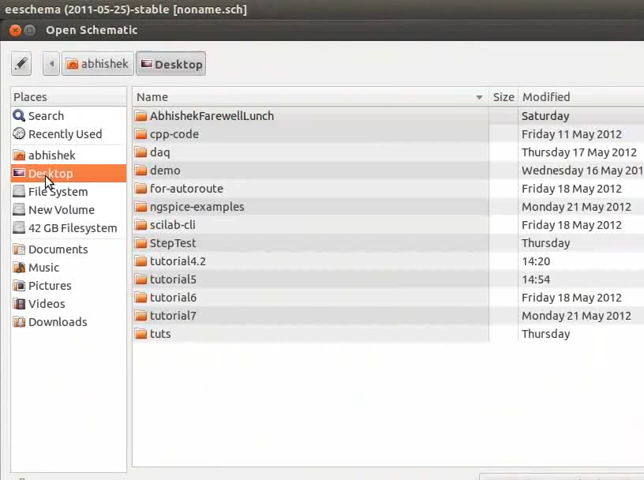 eeschema (2011-05-25)-stable [noname.sch]
Open Schematic
abhishek Desktop
Places Name Size Modified
Search
Recently Used
abhishek
Desktop
File System
New Volume
42 GB Filesystem
Documents
Music
Pictures
Videos
Downloads
AbhishekFarewellLunch Saturday
cpp-code Friday 11 May 2012
daq Thursday 17 May 2012
demo Wednesday 16 May 201
for-autoroute Friday 18 May 2012
ngspice-examples Monday 21 May 2012
scilab-cli Friday 18 May 2012
StepTest Thursday
tutorial4.2 14:20
tutorial5 14:54
tutorial6 Friday 18 May 2012
tutorial7 Monday 21 May 2012
tuts Thursday